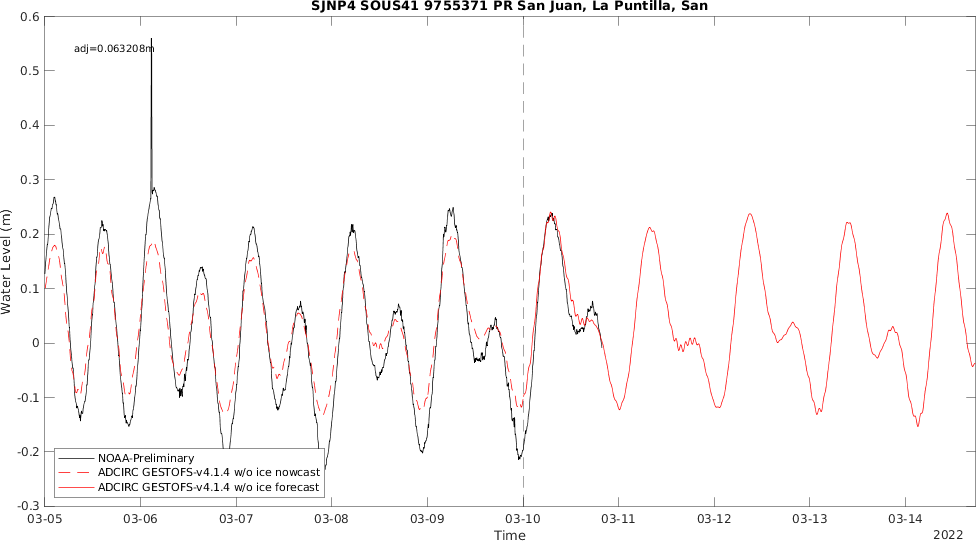 SJNP4 SOUS41 9755371 PR San Juan, La Puntilla, San
adj=0.063208m
Water Level (m)
0.6
0.5
0.4
0.3
0.2
0.1
0
-0.1
-0.2
-0.3
NOAA-Preliminary
ADCIRC GESTOFS-v4.1.4 w/o ice nowcast
ADCIRC GESTOFS-v4.1.4 w/o ice forecast
03-05 03-06 03-07 03-08 03-09 03-10 03-11 03-12 03-13 03-14
Time
2022